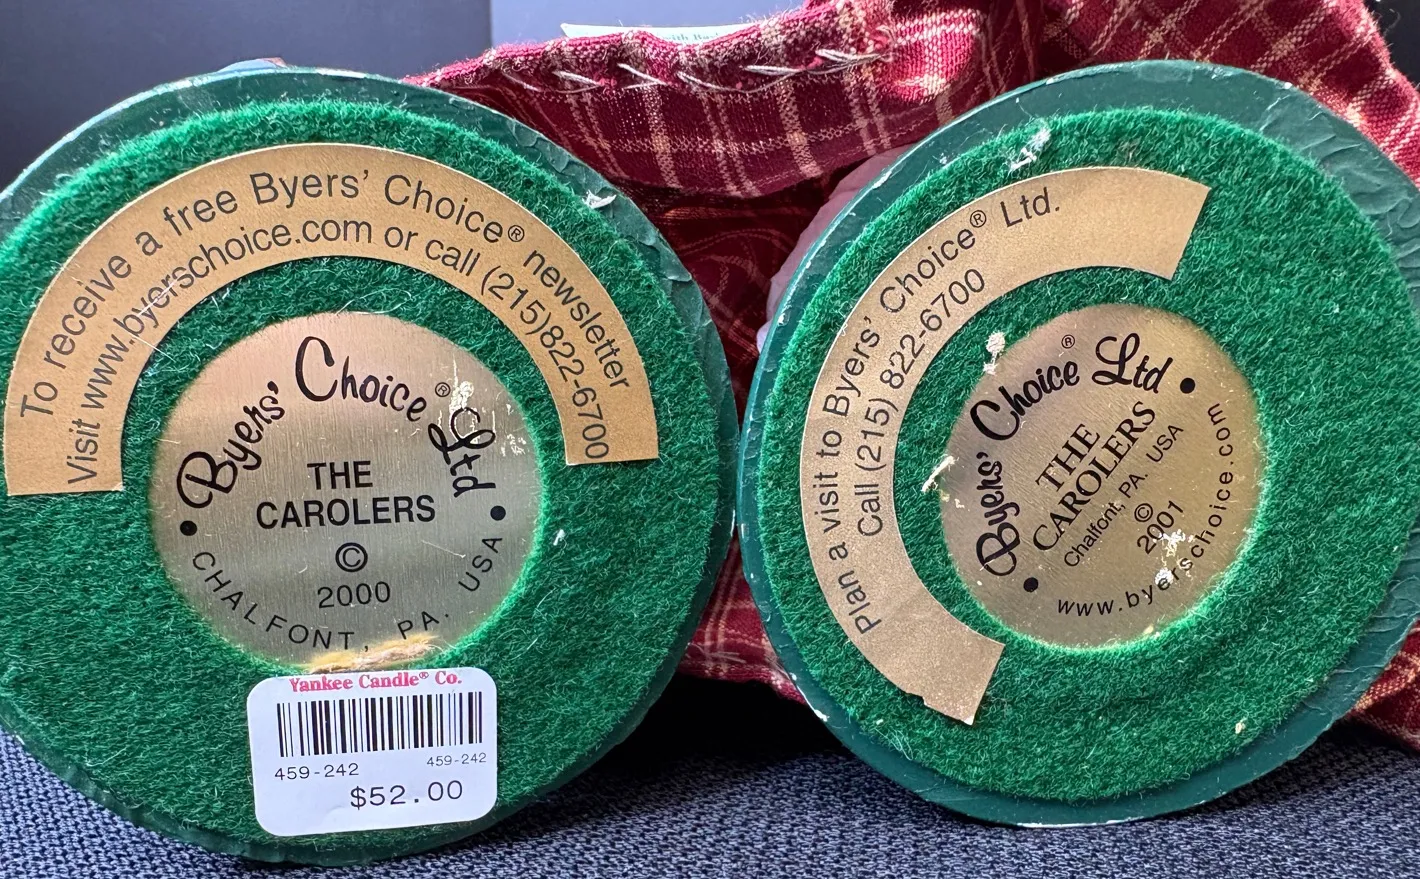 with Bask
To receive a free Byers' Choice® newsletter
Visit www.byerschoice.com or call (215)822-6700
Byers' Choice® Ltd
THE
CAROLERS
©
2000
CHALFONT, PA. USA
Yankee Candle® Co.
459-242 459-242
$52.00
Plan a visit to Byers' Choice® Ltd.
Call (215) 822-6700
Byers' Choice® Ltd
THE
CAROLERS
Chalfont, PA. USA
©
2001
www.byerschoice.com